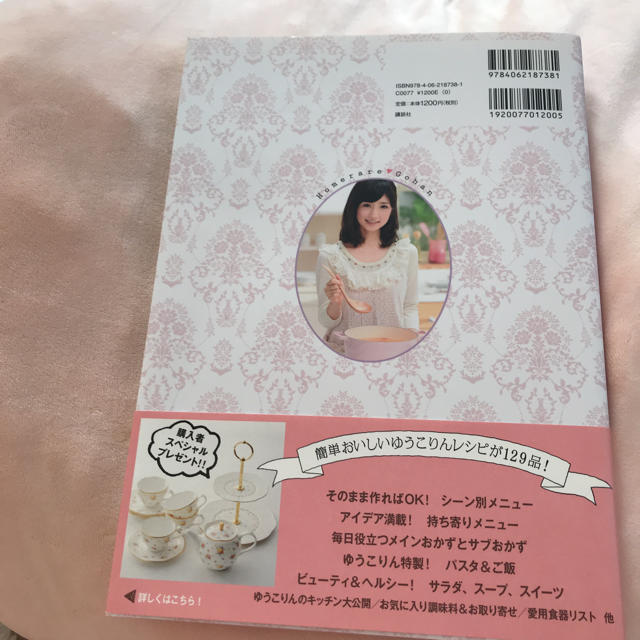 9784062187381
ISBN978-4-06-218738-1
C0077 ¥1200E (0)
定価:本体1200円(税別)
講談社
1920077012005
Homerare♥Gohan
購入者
スペシャル
プレゼント!!
簡単おいしいゆうこりんレシピが129品!
そのまま作ればOK! シーン別メニュー
アイデア満載! 持ち寄りメニュー
毎日役立つメインおかずとサブおかず
ゆうこりん特製! パスタ&ご飯
ビューティ&ヘルシー! サラダ、スープ、スイーツ
ゆうこりんのキッチン大公開/お気に入り調味料&お取り寄せ/愛用食器リスト 他
◀詳しくはこちら!